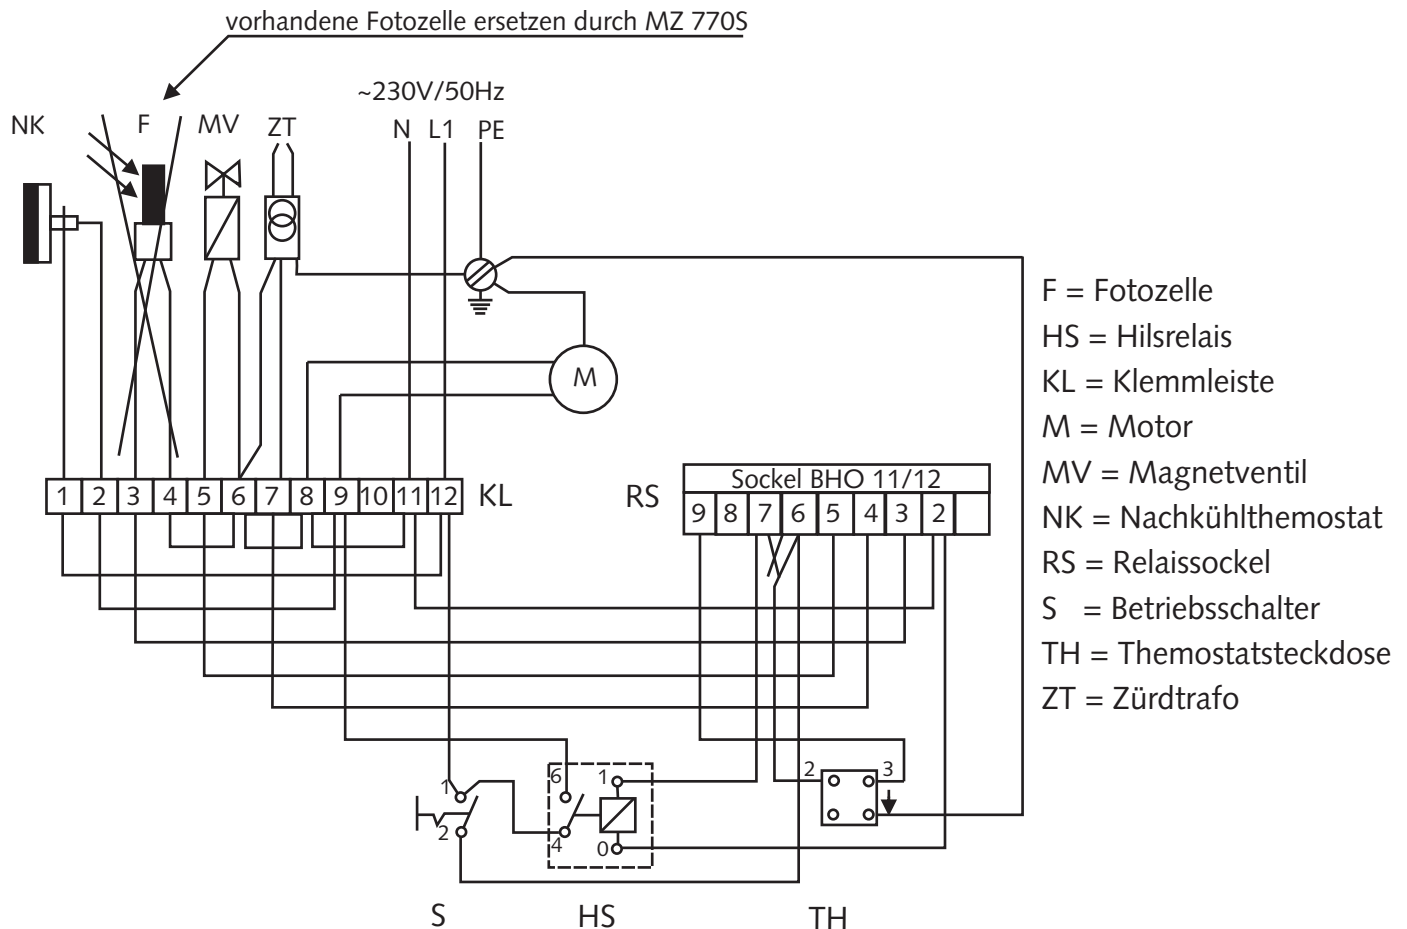 vorhandene Fotozelle ersetzen durch MZ 770S
~230V/50Hz
NK F MV ZT N L1 PE
M
F = Fotozelle
HS = Hilsrelais
KL = Klemmleiste
M = Motor
MV = Magnetventil
NK = Nachkühlthemostat
RS = Relaissockel
S = Betriebsschalter
TH = Themostatsteckdose
ZT = Zürdtrafo
1 2 3 4 5 6 7 8 9 10 11 12 KL
RS Sockel BHO 11/12
9 8 7 6 5 4 3 2
1 2
6 1 4 0
2 3
S HS TH